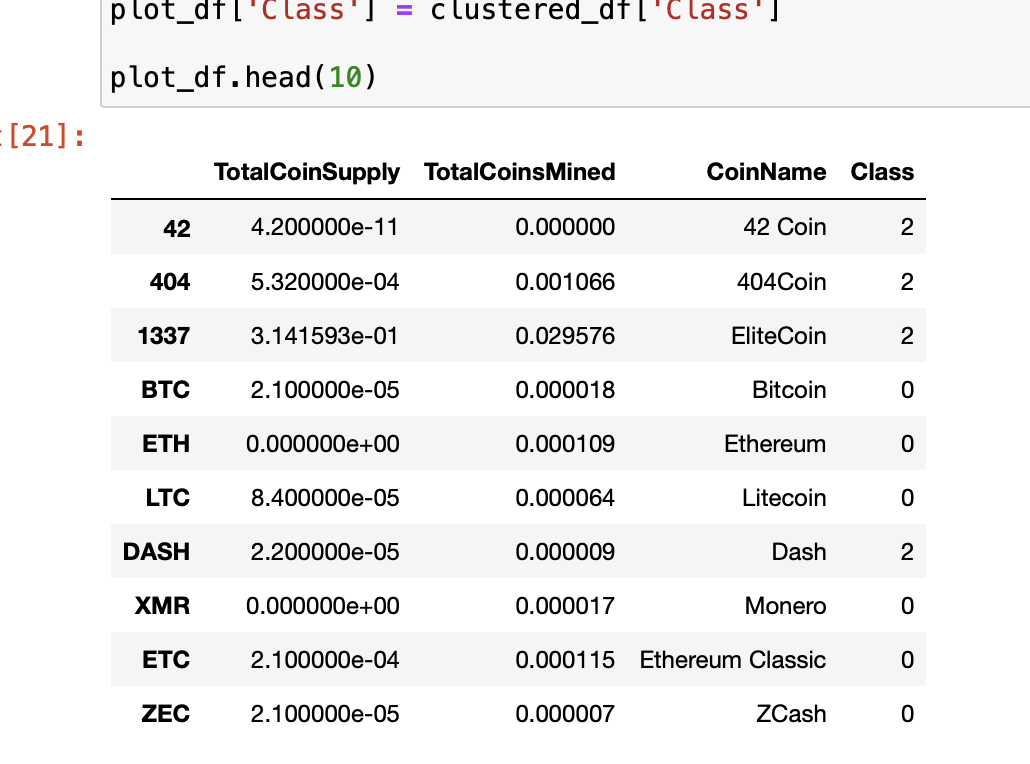 plot_df['Class'] = clustered_df['Class']
plot_df.head(10)
[21]:
TotalCoinSupply TotalCoinsMined CoinName Class
42 4.200000e-11 0.000000 42 Coin 2
404 5.320000e-04 0.001066 404Coin 2
1337 3.141593e-01 0.029576 EliteCoin 2
BTC 2.100000e-05 0.000018 Bitcoin 0
ETH 0.000000e+00 0.000109 Ethereum 0
LTC 8.400000e-05 0.000064 Litecoin 0
DASH 2.200000e-05 0.000009 Dash 2
XMR 0.000000e+00 0.000017 Monero 0
ETC 2.100000e-04 0.000115 Ethereum Classic 0
ZEC 2.100000e-05 0.000007 ZCash 0